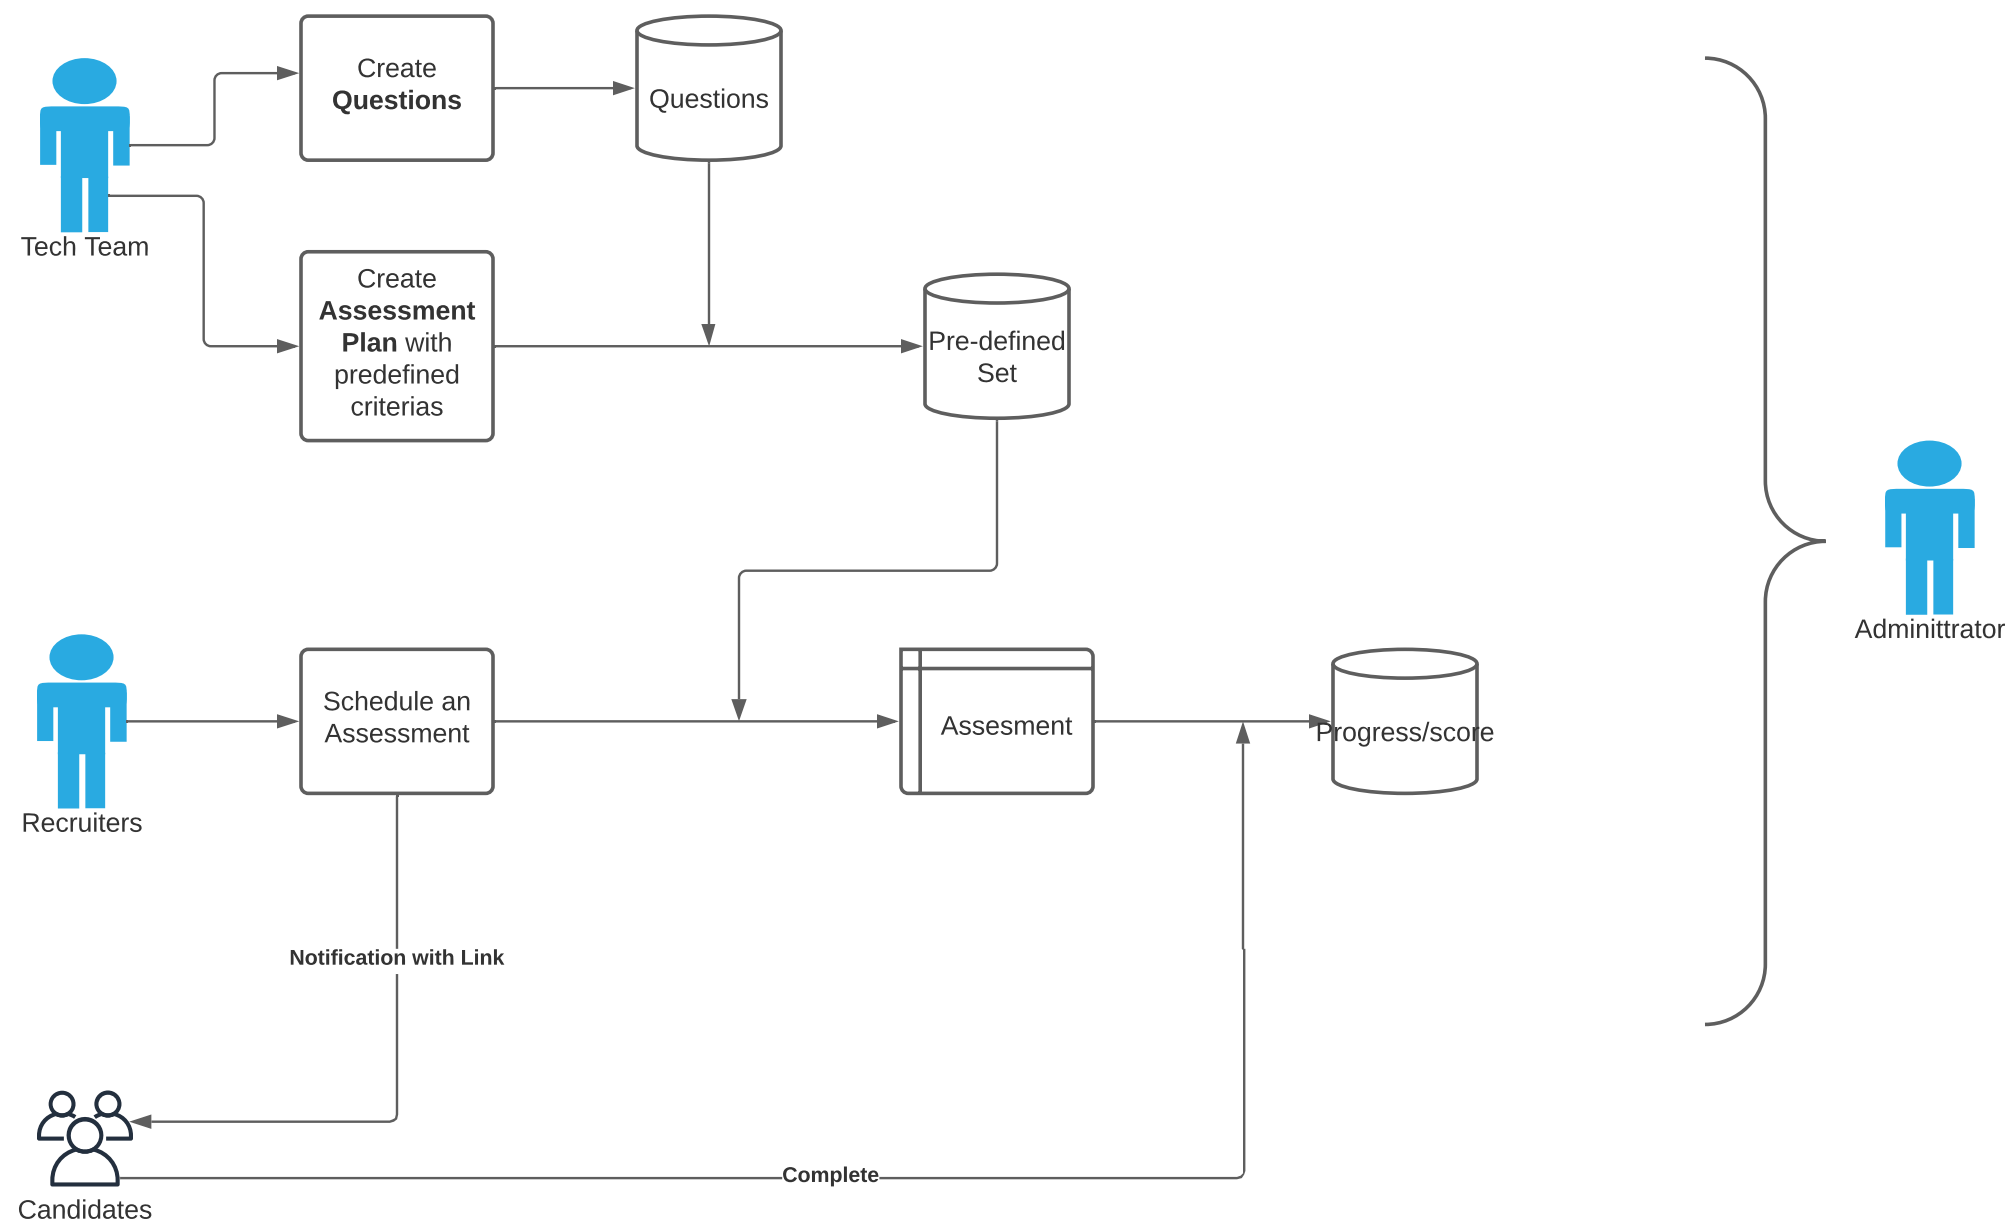 Create
Questions
Questions
Tech Team
Create
Assessment
Plan with
predefined
criterias
Pre-defined
Set
Adminittrator
Schedule an
Assessment
Assesment
Progress/score
Recruiters
Notification with Link
Complete
Candidates